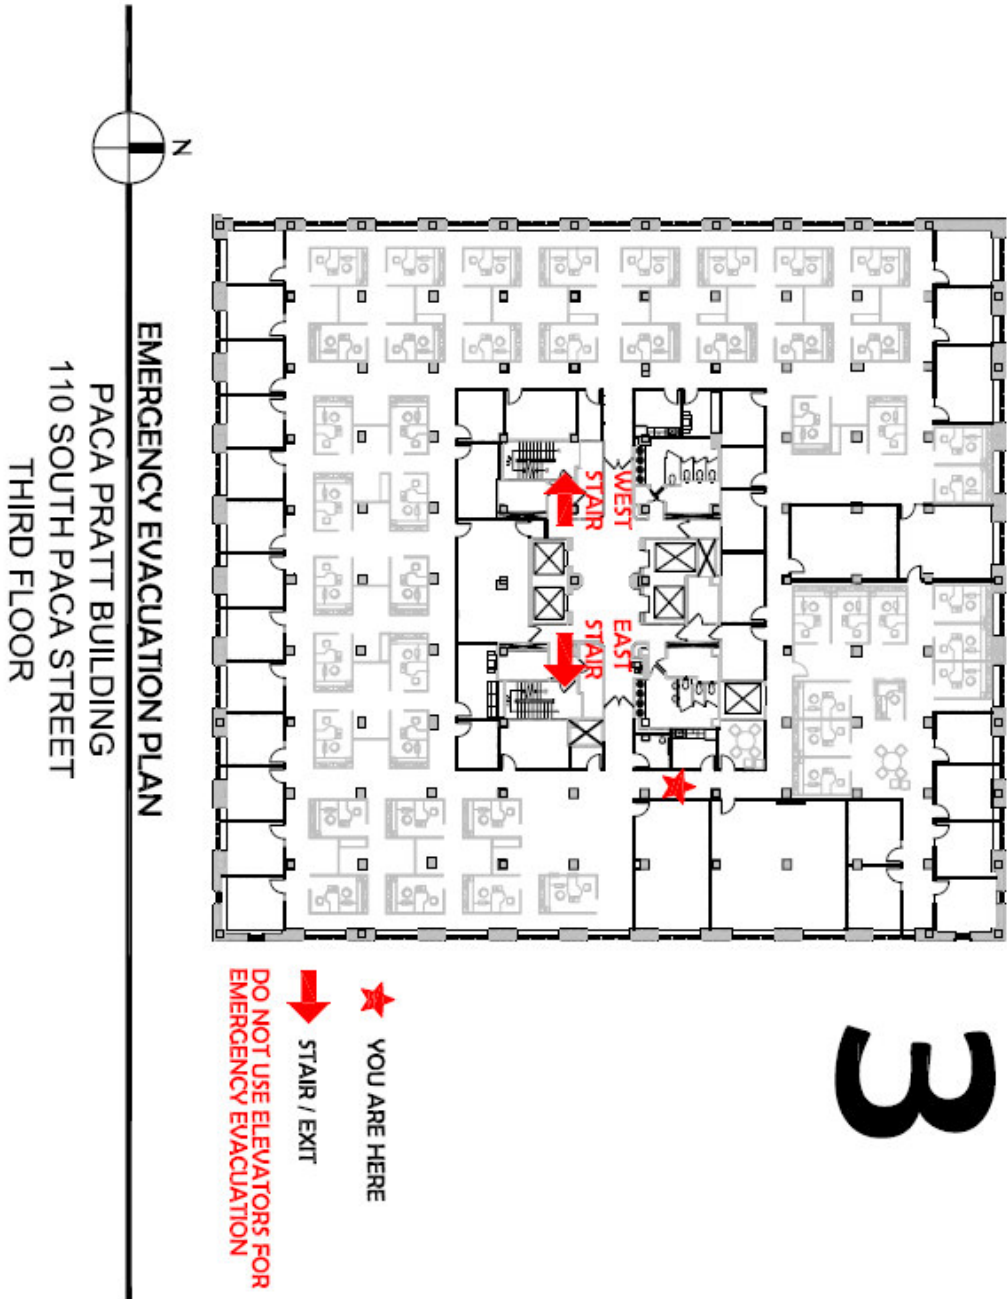 3
N
WEST
STAIR
EAST
STAIR
YOU ARE HERE
STAIR / EXIT
DO NOT USE ELEVATORS FOR
EMERGENCY EVACUATION
EMERGENCY EVACUATION PLAN
PACA PRATT BUILDING
110 SOUTH PACA STREET
THIRD FLOOR